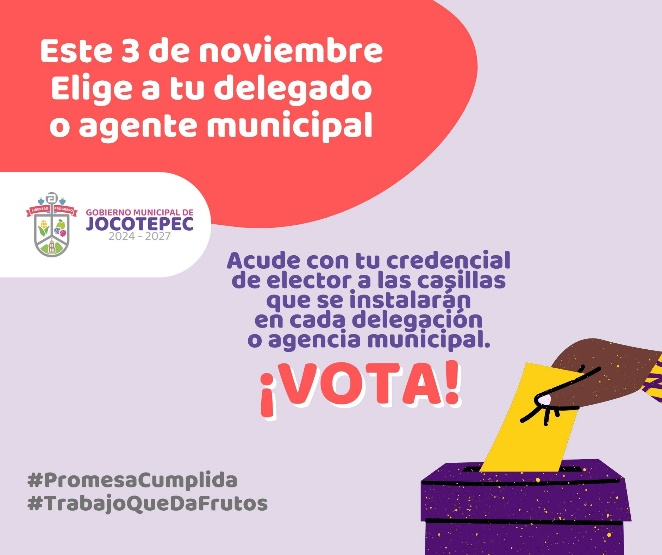 Este 3 de noviembre
Elige a tu delegado
o agente municipal
GOBIERNO MUNICIPAL DE
JOCOTEPEC
2024 - 2027
Acude con tu credencial
de elector a las casillas
que se instalarán
en cada delegación
o agencia municipal.
¡VOTA!
#PromesaCumplida
#TrabajoQueDaFrutos